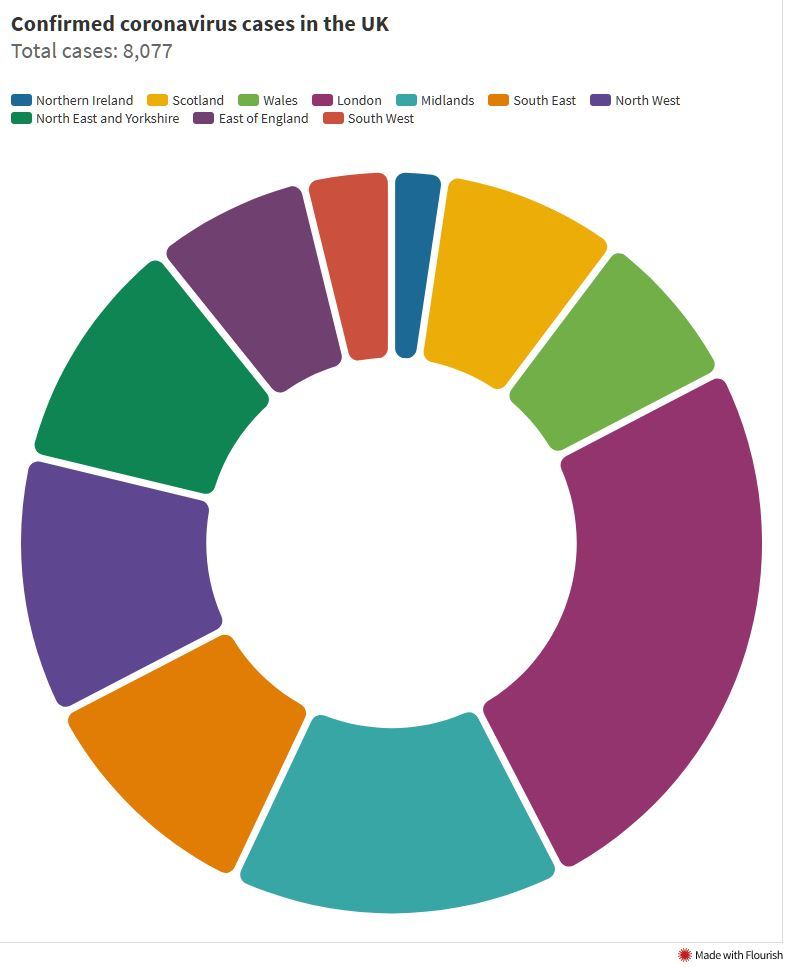 Confirmed coronavirus cases in the UK
Total cases: 8,077
Northern Ireland Scotland Wales London Midlands South East North West
North East and Yorkshire East of England South West
Made with Flourish